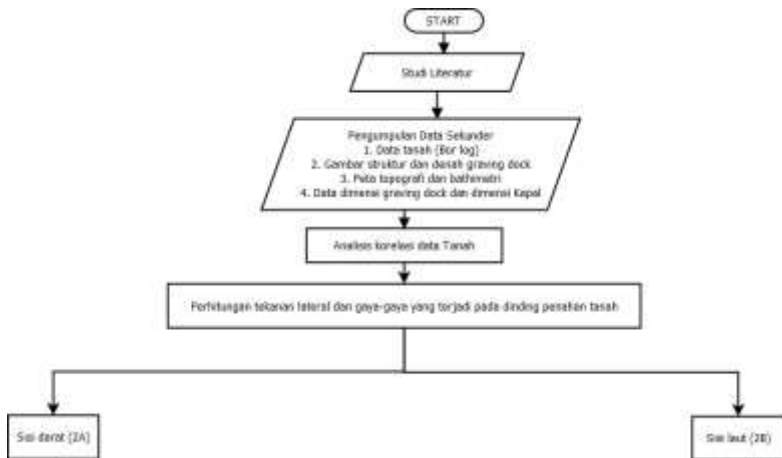 START
Studi Literatur
Pengumpulan Data Sekunder
1. Data tanah (Bor log)
2. Gambar struktur dan denah graving dock
3. Peta topografi dan bathimetri
4. Data dimensi graving dock dan dimensi Kapal
Analisis korelasi data Tanah
Perhitungan tekanan lateral dan gaya-gaya yang terjadi pada dinding penahan tanah
Sisi darat (2A)
Sisi laut (2B)